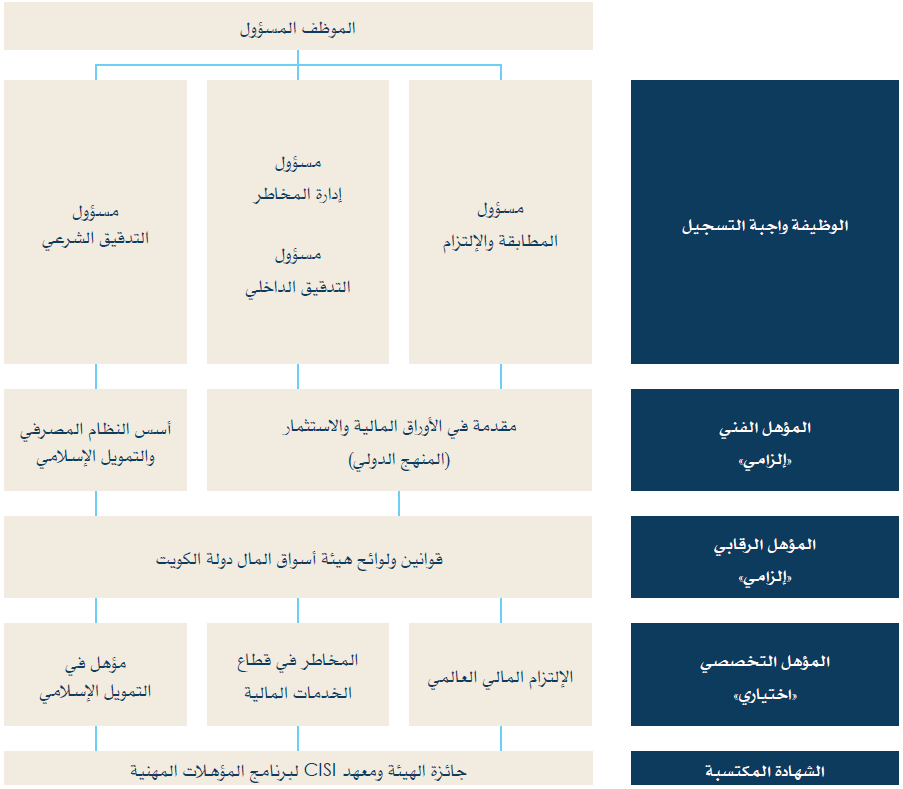 الموظف المسؤول
الوظيفة واجبة التسجيل
مسؤول
المطابقة والإلتزام
مسؤول
إدارة المخاطر
مسؤول
التدقيق الداخلي
مسؤول
التدقيق الشرعي
المؤهل الفني
«إلزامي»
مقدمة في الأوراق المالية والاستثمار
(المنهج الدولي)
أسس النظام المصرفي
والتمويل الإسلامي
المؤهل الرقابي
«إلزامي»
قوانين ولوائح هيئة أسواق المال دولة الكويت
المؤهل التخصصي
«اختياري»
الإلتزام المالي العالمي
المخاطر في قطاع
الخدمات المالية
مؤهل في
التمويل الإسلامي
الشهادة المكتسبة
جائزة الهيئة ومعهد CISI لبرنامج المؤهلات المهنية